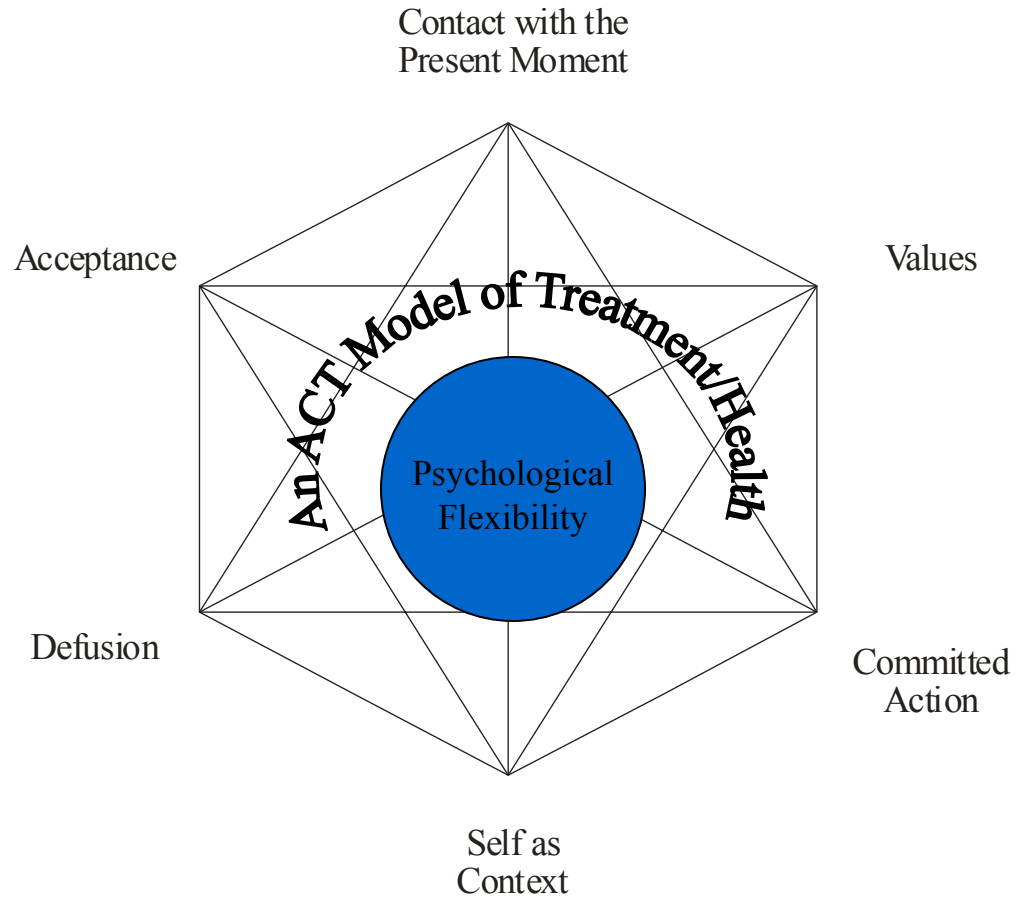 Contact with the
Present Moment
Acceptance
Values
An ACT Model of Treatment/Health
Psychological
Flexibility
Defusion
Committed
Action
Self as
Context